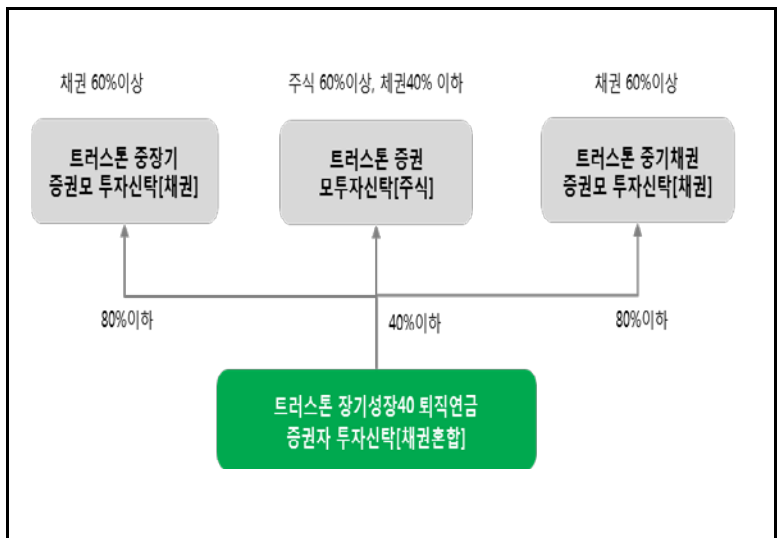 채권 60%이상
주식 60%이상, 체권40% 이하
채권 60%이상
트러스톤 중장기
증권모 투자신탁[채권]
트러스톤 증권
모투자신탁[주식]
트러스톤 중기채권
증권모 투자신탁[채권]
80%이하
40%이하
80%이하
트러스톤 장기성장40 퇴직연금
증권자 투자신탁[채권혼합]